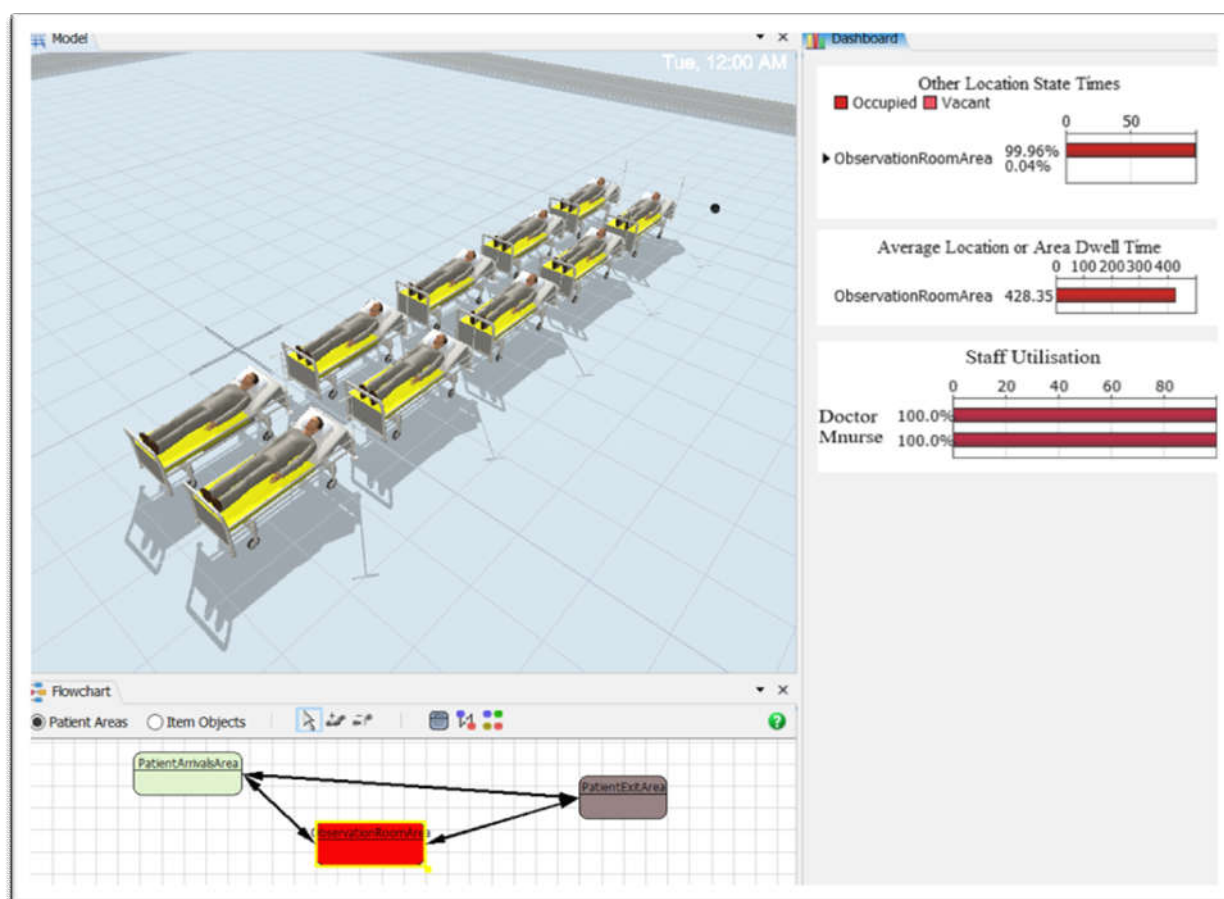 Model
Tue, 12:00 AM
Dashboard
Other Location State Times
Occupied Vacant
0 50
ObservationRoomArea 99.96%
0.04%
Average Location or Area Dwell Time
0 100 200 300 400
ObservationRoomArea 428.35
Staff Utilisation
0 20 40 60 80
Doctor 100.0%
Mnurse 100.0%
Flowchart
Patient Areas Item Objects
PatientArrivalsArea
PatientExitArea
ObservationRoomArea